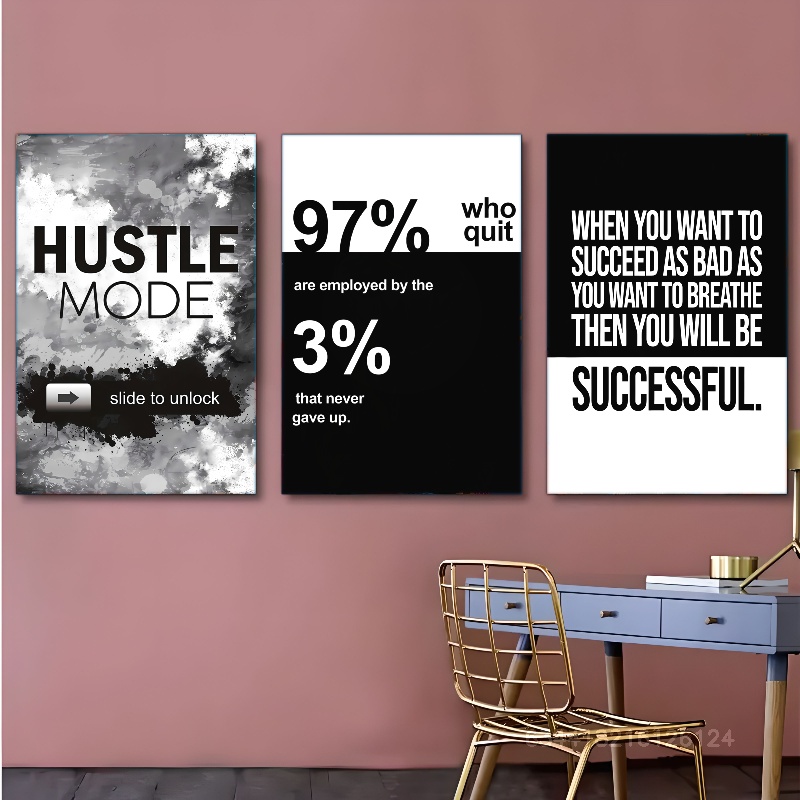 HUSTLE
MODE
slide to unlock
97% who
quit
are employed by the
3%
that never
gave up.
WHEN YOU WANT TO
SUCCEED AS BAD AS
YOU WANT TO BREATHE
THEN YOU WILL BE
SUCCESSFUL.